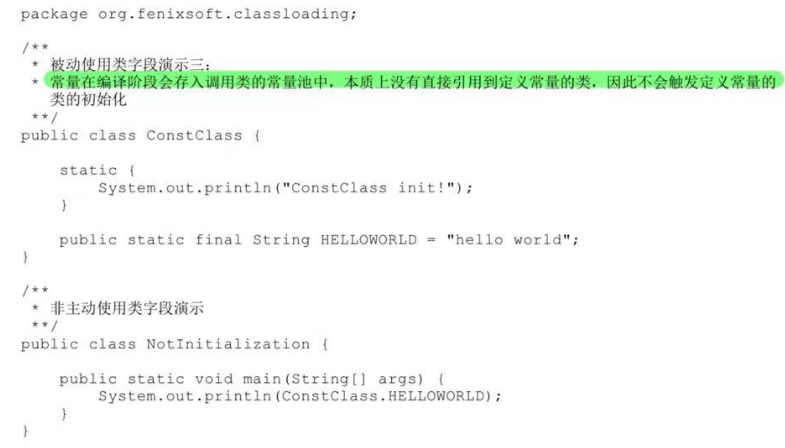 package org.fenixsoft.classloading;
/**
* 被动使用类字段演示三:
* 常量在编译阶段会存入调用类的常量池中，本质上没有直接引用到定义常量的类，因此不会触发定义常量的
类的初始化
**/
public class ConstClass {
static {
System.out.println("ConstClass init!");
}
public static final String HELLOWORLD = "hello world";
}
/**
* 非主动使用类字段演示
**/
public class NotInitialization {
public static void main(String[] args) {
System.out.println(ConstClass.HELLOWORLD);
}
}